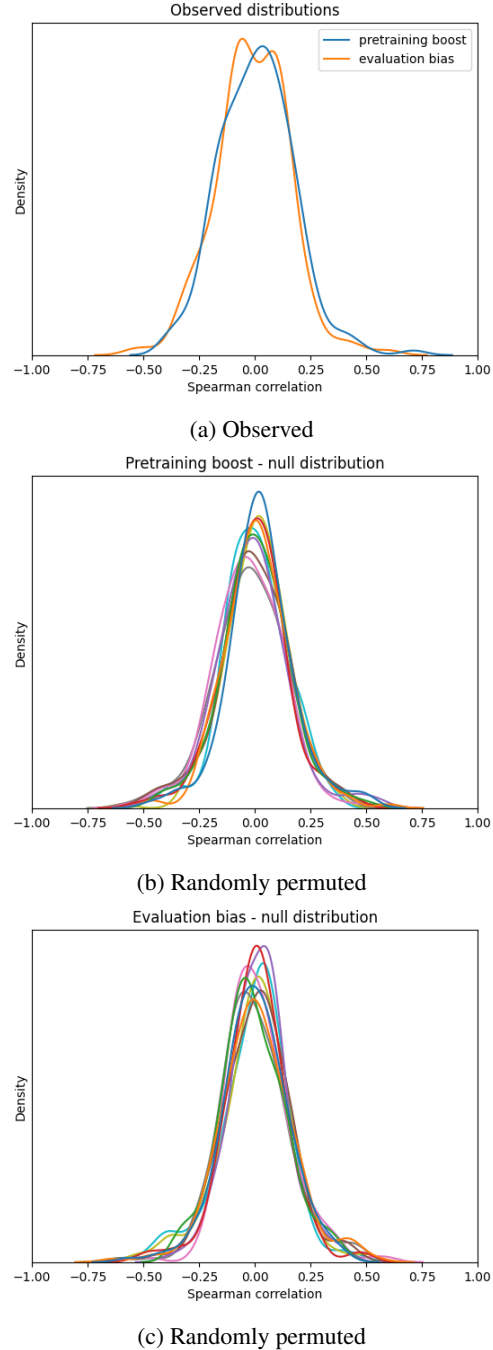 Observed distributions
pretraining boost
evaluation bias
Density
−1.00 −0.75 −0.50 −0.25 0.00 0.25 0.50 0.75 1.00
Spearman correlation
(a) Observed
Pretraining boost - null distribution
Density
−1.00 −0.75 −0.50 −0.25 0.00 0.25 0.50 0.75 1.00
Spearman correlation
(b) Randomly permuted
Evaluation bias - null distribution
Density
−1.00 −0.75 −0.50 −0.25 0.00 0.25 0.50 0.75 1.00
Spearman correlation
(c) Randomly permuted